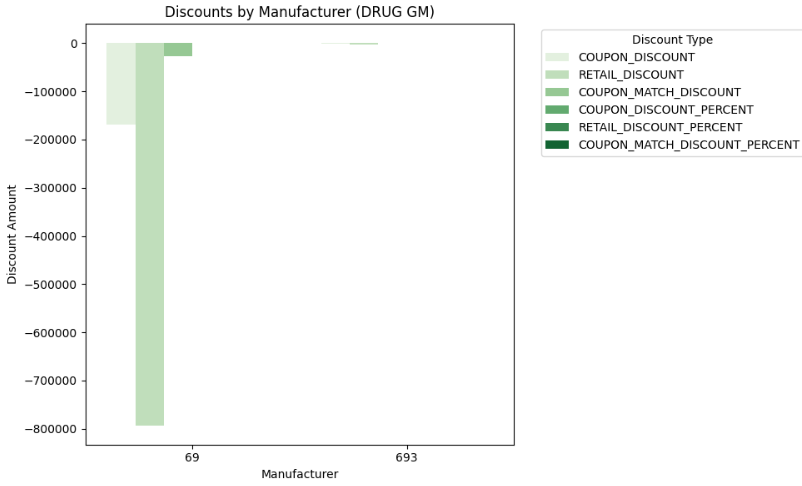 Discounts by Manufacturer (DRUG GM)
Discount Type
COUPON_DISCOUNT
RETAIL_DISCOUNT
COUPON_MATCH_DISCOUNT
COUPON_DISCOUNT_PERCENT
RETAIL_DISCOUNT_PERCENT
COUPON_MATCH_DISCOUNT_PERCENT
Discount Amount
0
−100000
−200000
−300000
−400000
−500000
−600000
−700000
−800000
69
693
Manufacturer